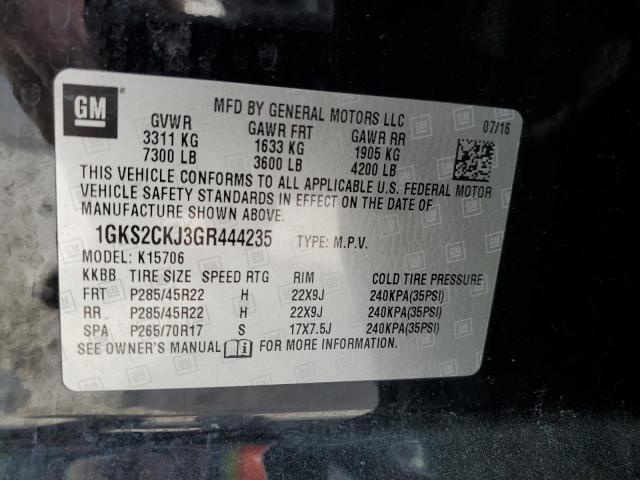 GM
MFD BY GENERAL MOTORS LLC
07/16
GVWR GAWR FRT GAWR RR
3311 KG 1633 KG 1905 KG
7300 LB 3600 LB 4200 LB
THIS VEHICLE CONFORMS TO ALL APPLICABLE U.S. FEDERAL MOTOR
VEHICLE SAFETY STANDARDS IN EFFECT ON THE DATE OF
MANUFACTURE SHOWN ABOVE.
1GKS2CKJ3GR444235 TYPE: M.P.V.
MODEL: K15706
KKBB TIRE SIZE SPEED RTG RIM COLD TIRE PRESSURE
FRT P285/45R22 H 22X9J 240KPA(35PSI)
RR P285/45R22 H 22X9J 240KPA(35PSI)
SPA P265/70R17 S 17X7.5J 240KPA(35PSI)
SEE OWNER'S MANUAL FOR MORE INFORMATION.